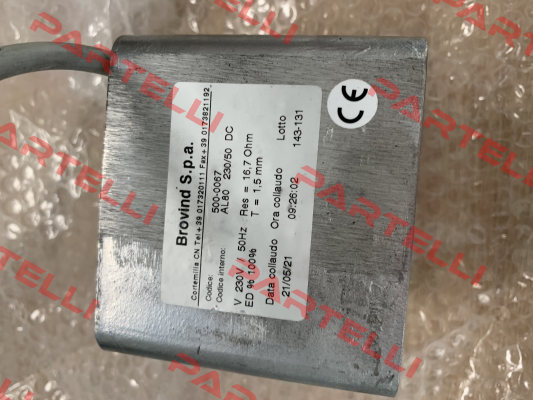 Brovind S.p.a.
Cortemilia CN Tel+39 017320111 Fax+39 0173821192
Codice: 500-0067
Codice interno: AL80 230/50 DC
V 230V / 50Hz Res = 16,7 Ohm
ED % 100% T = 1,5 mm
Data collaudo Ora collaudo Lotto
21/05/21 09:26:02 143-131
CE
PARTELLI
PARTELLI
PARTELLI
PARTELLI
PARTELLI
PARTELLI